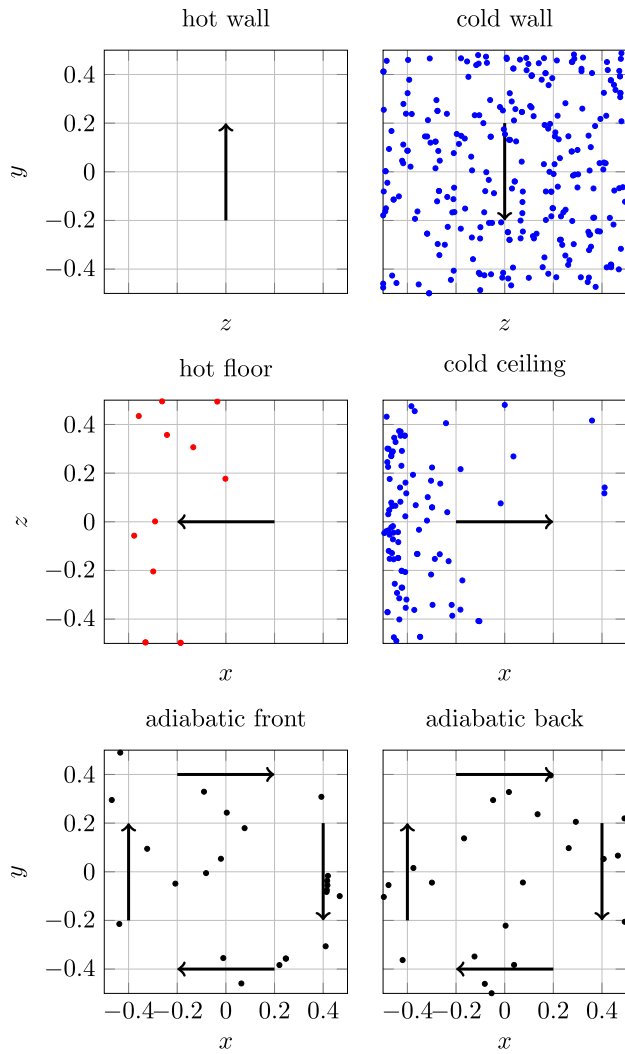 hot wall
cold wall
0.4
0.2
0
−0.2
−0.4
y
z
z
hot floor
cold ceiling
0.4
0.2
0
−0.2
−0.4
z
x
x
adiabatic front
adiabatic back
0.4
0.2
0
−0.2
−0.4
y
−0.4 −0.2 0 0.2 0.4
−0.4 −0.2 0 0.2 0.4
x
x